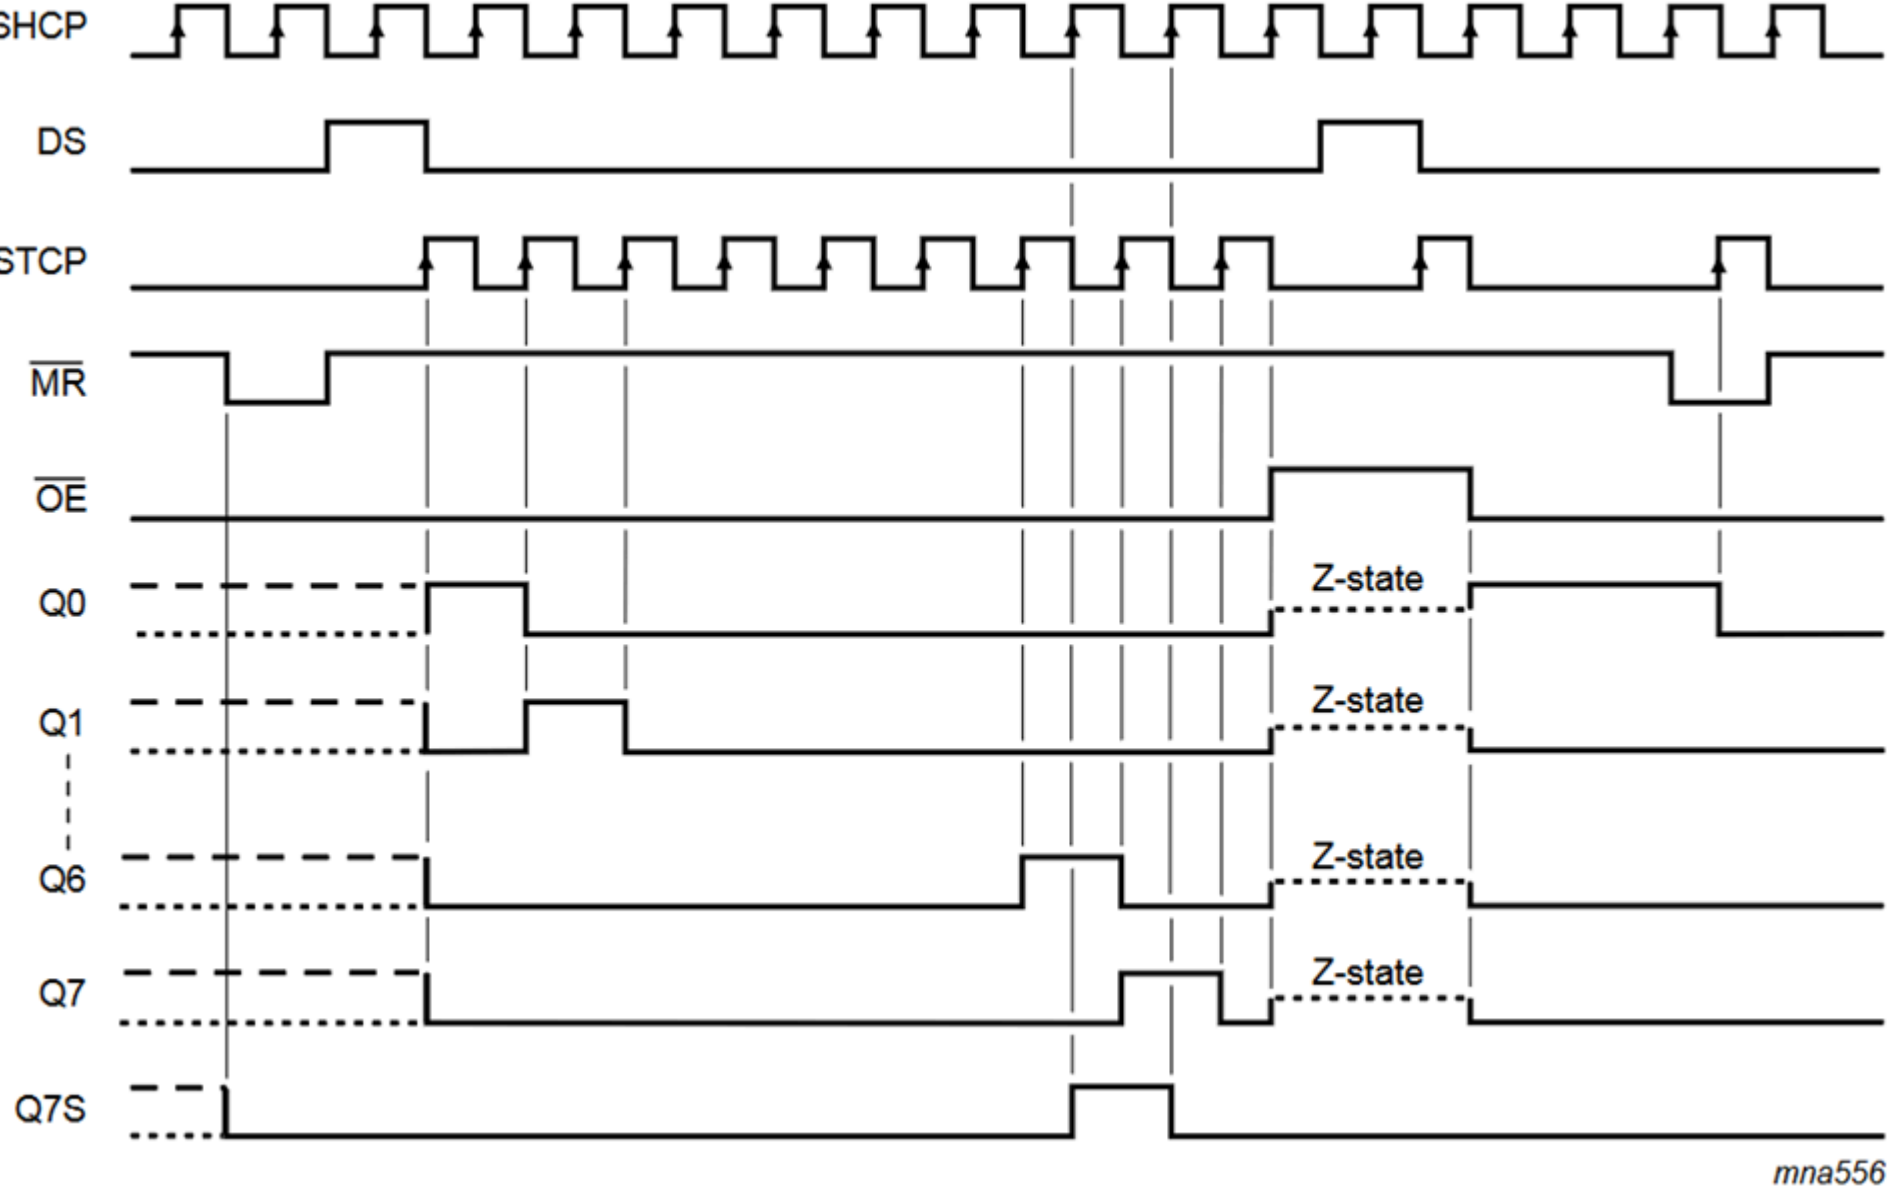 SHCP
DS
STCP
MR
OE
Q0
Z-state
Q1
Z-state
Q6
Z-state
Q7
Z-state
Q7S
mna556